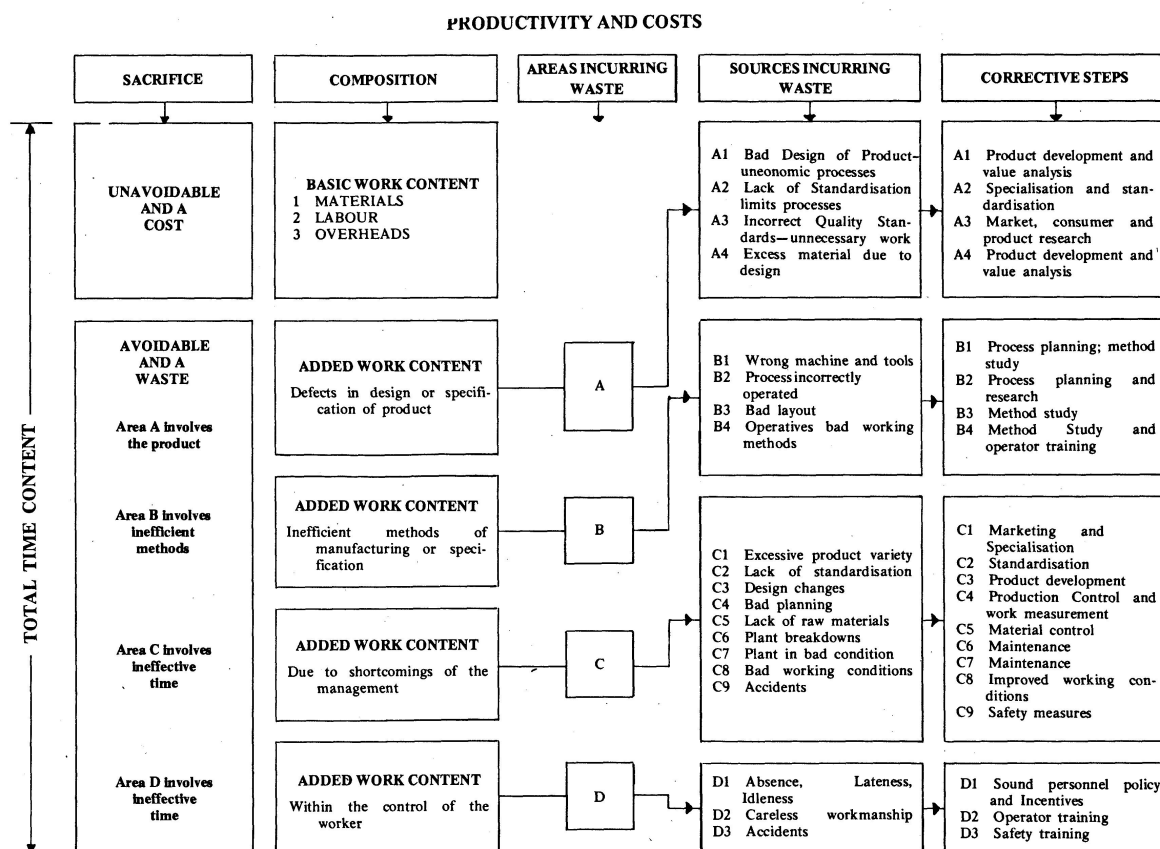 PRODUCTIVITY AND COSTS
SACRIFICE
COMPOSITION
AREAS INCURRING
WASTE
SOURCES INCURRING
WASTE
CORRECTIVE STEPS
TOTAL TIME CONTENT
UNAVOIDABLE
AND A
COST
BASIC WORK CONTENT
1 MATERIALS
2 LABOUR
3 OVERHEADS
A1 Bad Design of Product-
uneonomic processes
A2 Lack of Standardisation
limits processes
A3 Incorrect Quality Stan-
dards—unnecessary work
A4 Excess material due to
design
A1 Product development and
value analysis
A2 Specialisation and stan-
dardisation
A3 Market, consumer and
product research
A4 Product development and
value analysis
AVOIDABLE
AND A
WASTE
Area A involves
the product
ADDED WORK CONTENT
Defects in design or specifi-
cation of product
A
B1 Wrong machine and tools
B2 Process incorrectly
operated
B3 Bad layout
B4 Operatives bad working
methods
B1 Process planning; method
study
B2 Process planning and
research
B3 Method study
B4 Method Study and
operator training
Area B involves
inefficient
methods
ADDED WORK CONTENT
Inefficient methods of
manufacturing or speci-
fication
B
Area C involves
ineffective
time
ADDED WORK CONTENT
Due to shortcomings of the
management
C
C1 Excessive product variety
C2 Lack of standardisation
C3 Design changes
C4 Bad planning
C5 Lack of raw materials
C6 Plant breakdowns
C7 Plant in bad condition
C8 Bad working conditions
C9 Accidents
C1 Marketing and
Specialisation
C2 Standardisation
C3 Product development
C4 Production Control and
work measurement
C5 Material control
C6 Maintenance
C7 Maintenance
C8 Improved working con-
ditions
C9 Safety measures
Area D involves
ineffective
time
ADDED WORK CONTENT
Within the control of the
worker
D
D1 Absence, Lateness,
Idleness
D2 Careless workmanship
D3 Accidents
D1 Sound personnel policy
and Incentives
D2 Operator training
D3 Safety training